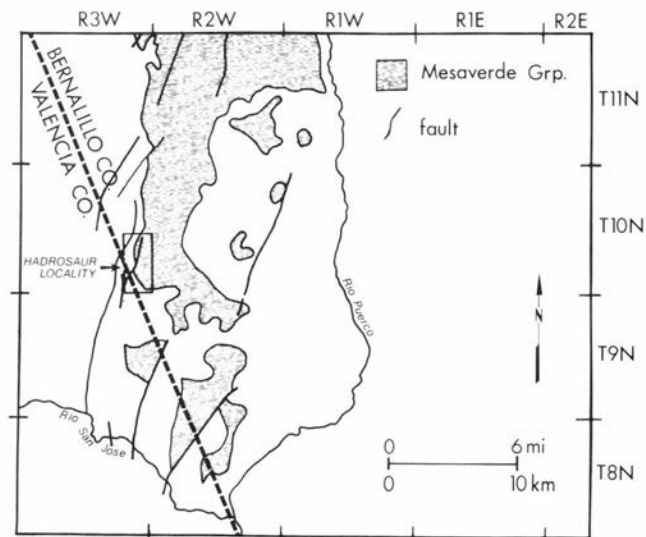 R3W R2W R1W R1E R2E
Mesaverde Grp.
fault
T11N
T10N
T9N
T8N
BERNALILLO CO.
VALENCIA CO.
HADROSAUR
LOCALITY
Rio Puerco
N
Rio San Jose
0 6 mi
0 10 km